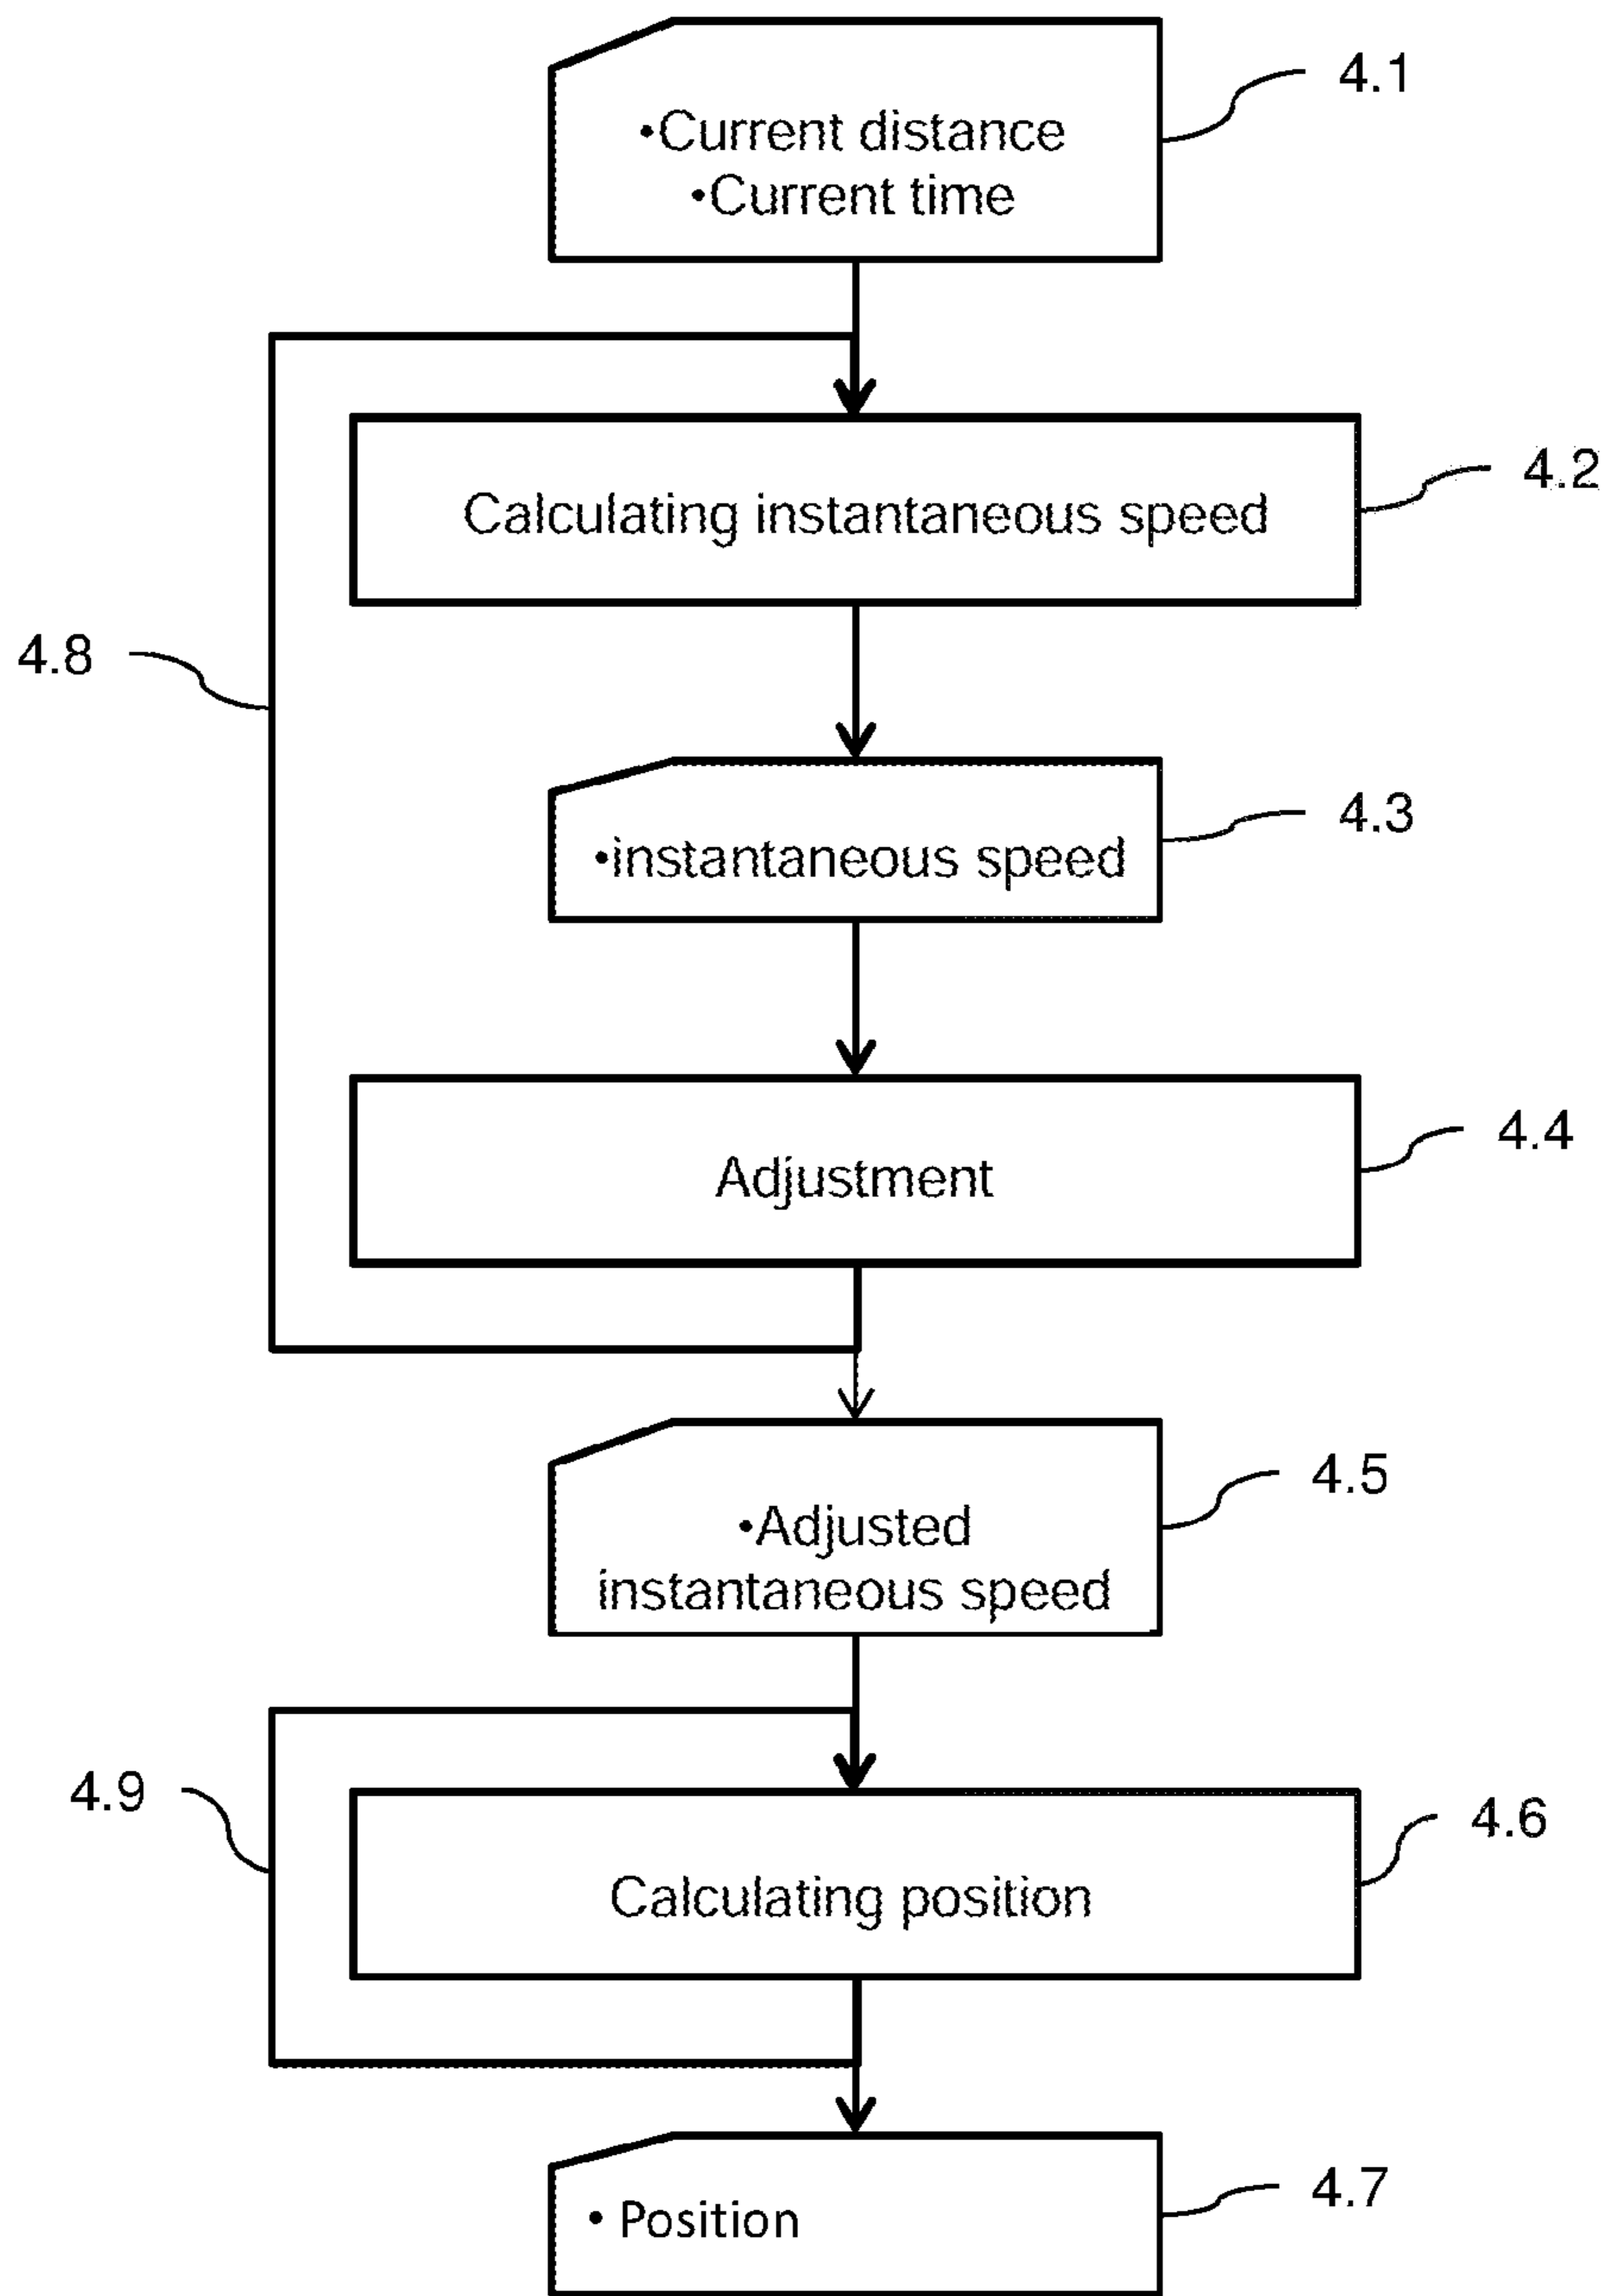 •Current distance
•Current time
4.1
Calculating instantaneous speed
4.2
4.8
•instantaneous speed
4.3
Adjustment
4.4
•Adjusted
instantaneous speed
4.5
4.9
Calculating position
4.6
• Position
4.7